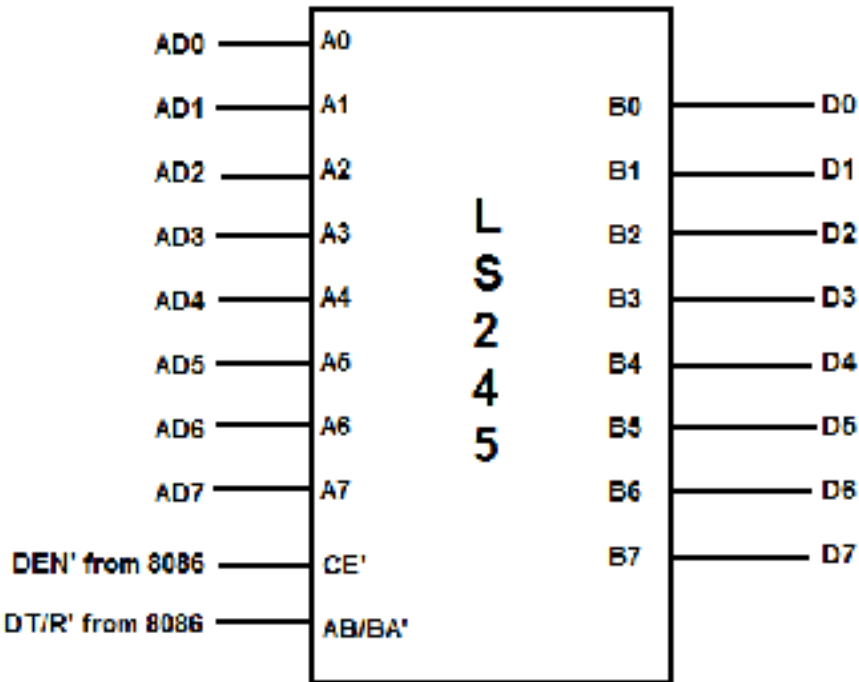 AD0 A0
AD1 A1 B0 D0
AD2 A2 B1 D1
AD3 A3 B2 D2
AD4 A4 B3 D3
AD5 A5 B4 D4
AD6 A6 B5 D5
AD7 A7 B6 D6
DEN' from 8086 CE' B7 D7
DT/R' from 8086 AB/BA'
L
S
2
4
5